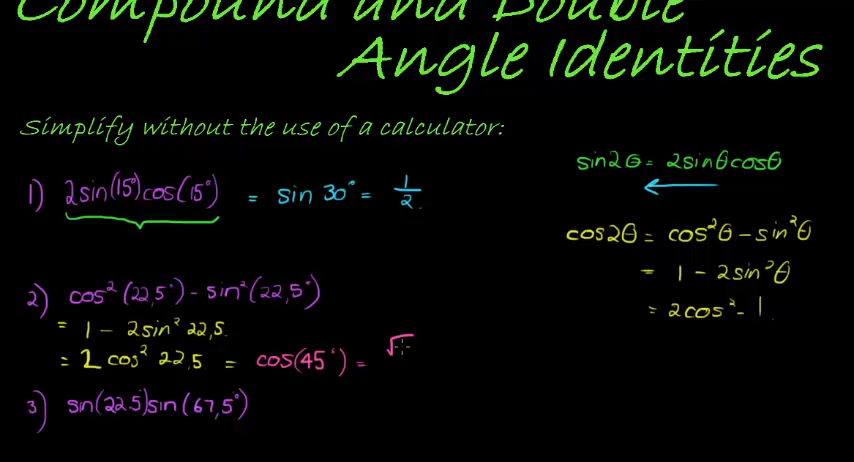 Compound and Double
Angle Identities
Simplify without the use of a calculator:
1) 2sin(15°)cos(15°) = sin 30° = 1/2.
sin2θ = 2sinθcosθ
cos2θ = cos²θ - sin²θ
= 1 - 2sin²θ
= 2cos² - 1.
2) cos²(22,5°) - sin²(22,5°)
= 1 - 2sin² 22,5.
= 2 cos² 22.5 = cos(45°) = √
3) sin(22.5)sin(67,5°)